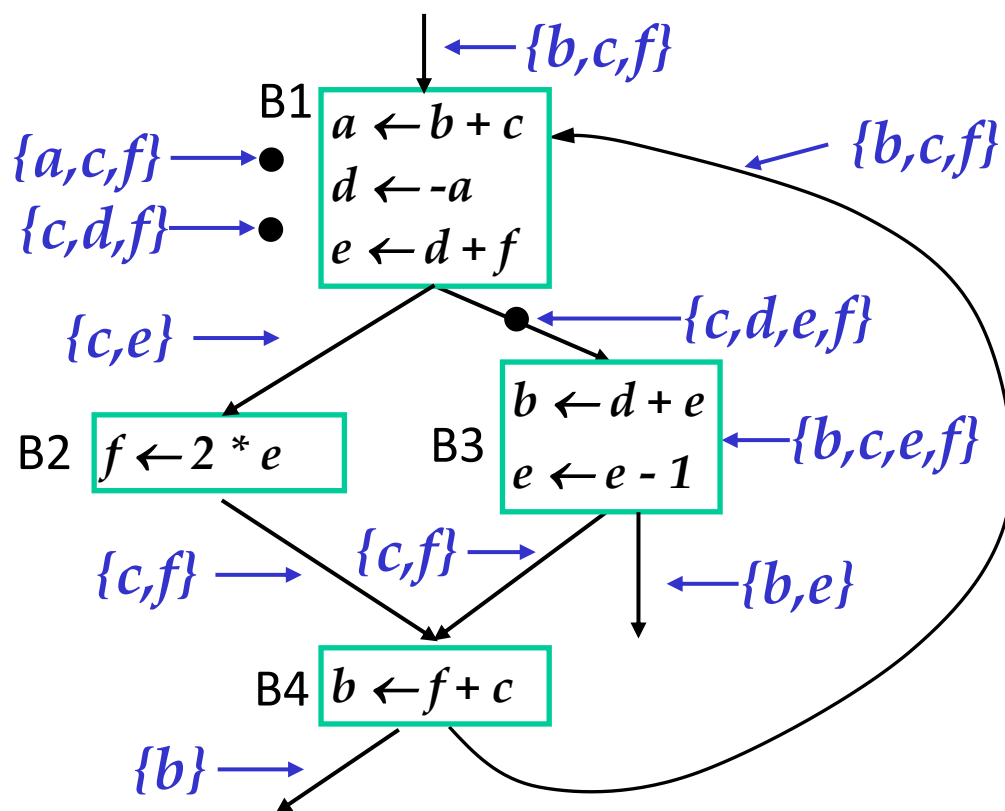 {b,c,f}
B1
a ← b + c
{b,c,f}
{a,c,f}
d ← -a
{c,d,f}
e ← d + f
{c,e}
{c,d,e,f}
b ← d + e
B2
f ← 2 * e
B3
{b,c,e,f}
e ← e - 1
{c,f}
{c,f}
{b,e}
B4
b ← f + c
{b}